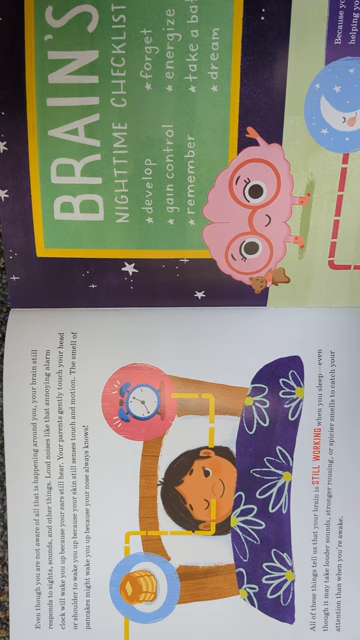 BRAIN'S
NIGHTTIME CHECKLIST
★develop
★gain control
★remember
★forget
★energize
★take a bat
★dream
Because yo
helping yo
Even though you are not aware of all that is happening around you, your brain still
responds to sights, sounds, and other things. Loud noises like that annoying alarm
clock will wake you up because your ears still hear. Your parents gently touch your head
or shoulder to wake you up because your skin still senses touch and motion. The smell of
pancakes might wake you up because your nose always knows!
All of these things tell us that your brain is STILL WORKING when you sleep—even
though it may take louder sounds, stronger rousing, or spicier smells to catch your
attention than when you're awake.